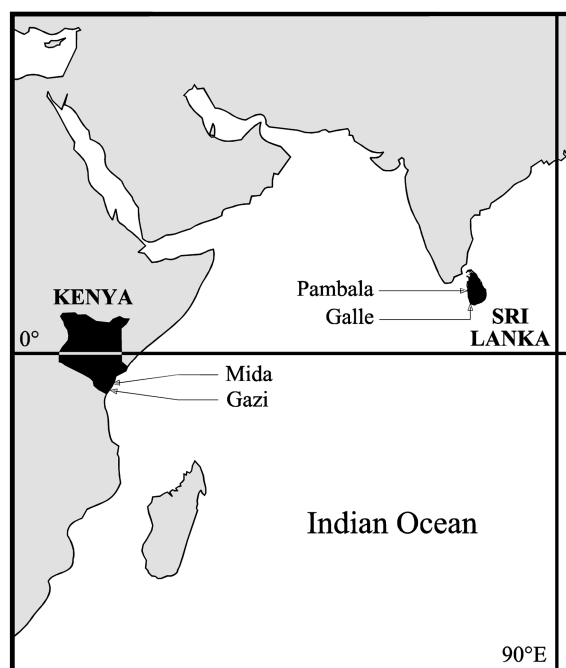 KENYA
0°
Pambala
Galle
SRI
LANKA
Mida
Gazi
Indian Ocean
90°E